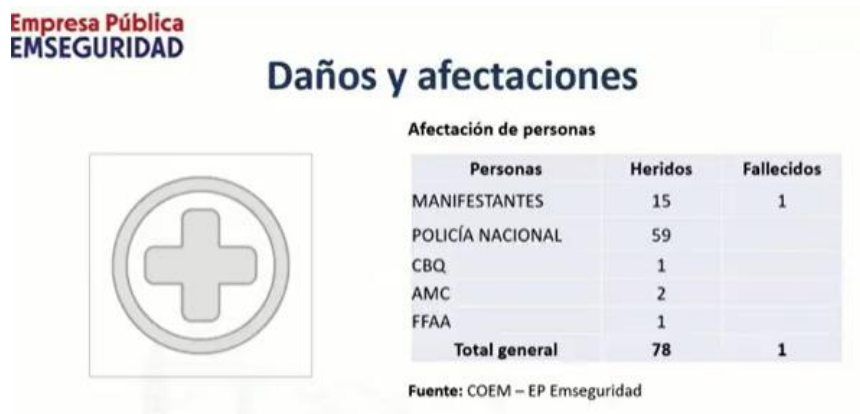 Empresa Pública
EMSEGURIDAD
Daños y afectaciones
Afectación de personas
Personas Heridos Fallecidos
MANIFESTANTES 15 1
POLICÍA NACIONAL 59
CBQ 1
AMC 2
FFAA 1
Total general 78 1
Fuente: COEM – EP Emseguridad